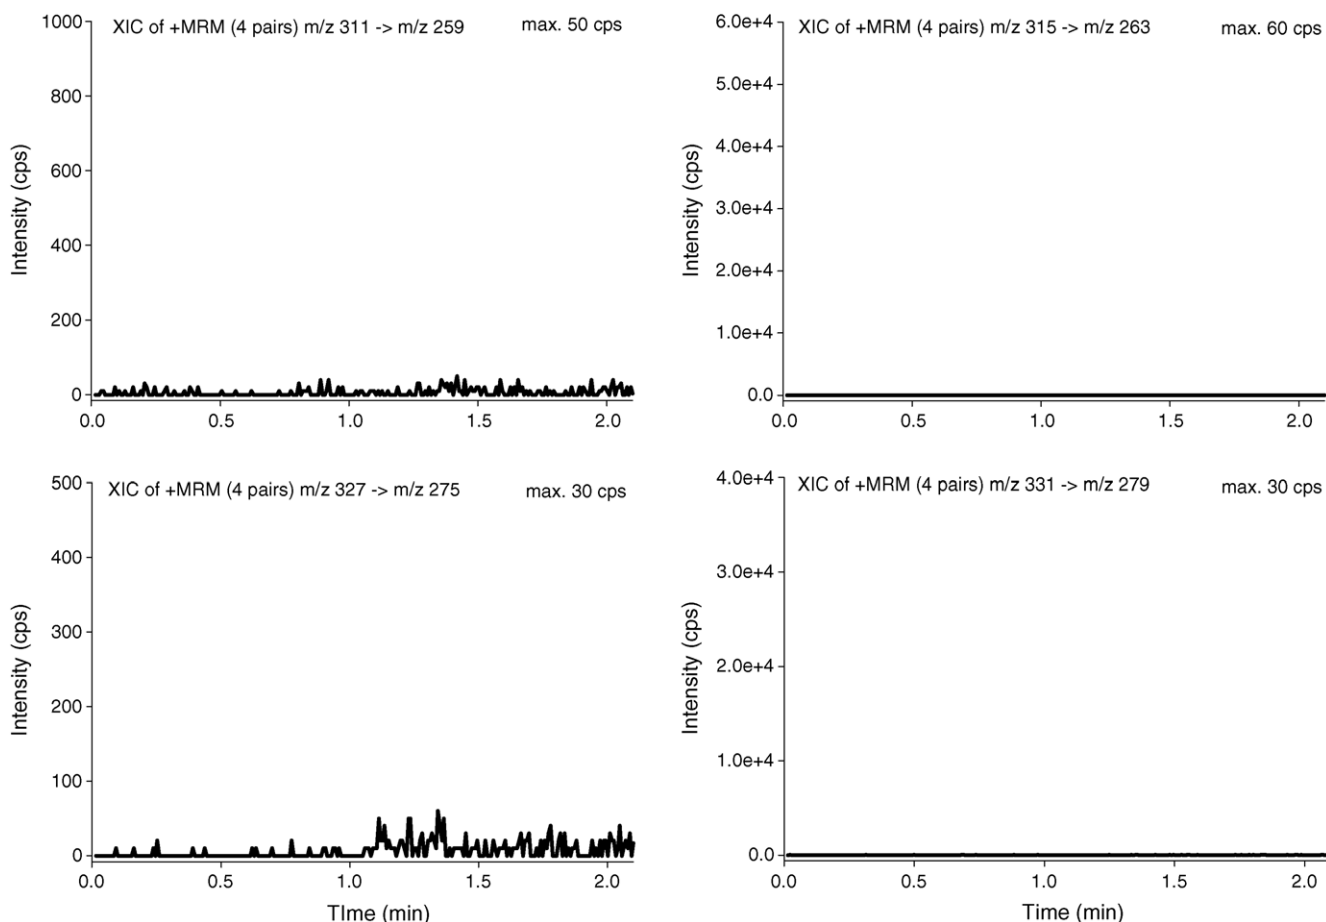 XIC of +MRM (4 pairs) m/z 311 -> m/z 259 max. 50 cps
Intensity (cps)
1000
800
600
400
200
0
0.0 0.5 1.0 1.5 2.0
XIC of +MRM (4 pairs) m/z 315 -> m/z 263 max. 60 cps
Intensity (cps)
6.0e+4
5.0e+4
4.0e+4
3.0e+4
2.0e+4
1.0e+4
0.0
0.0 0.5 1.0 1.5 2.0
XIC of +MRM (4 pairs) m/z 327 -> m/z 275 max. 30 cps
Intensity (cps)
500
400
300
200
100
0
0.0 0.5 1.0 1.5 2.0
TIme (min)
XIC of +MRM (4 pairs) m/z 331 -> m/z 279 max. 30 cps
Intensity (cps)
4.0e+4
3.0e+4
2.0e+4
1.0e+4
0.0
0.0 0.5 1.0 1.5 2.0
Time (min)